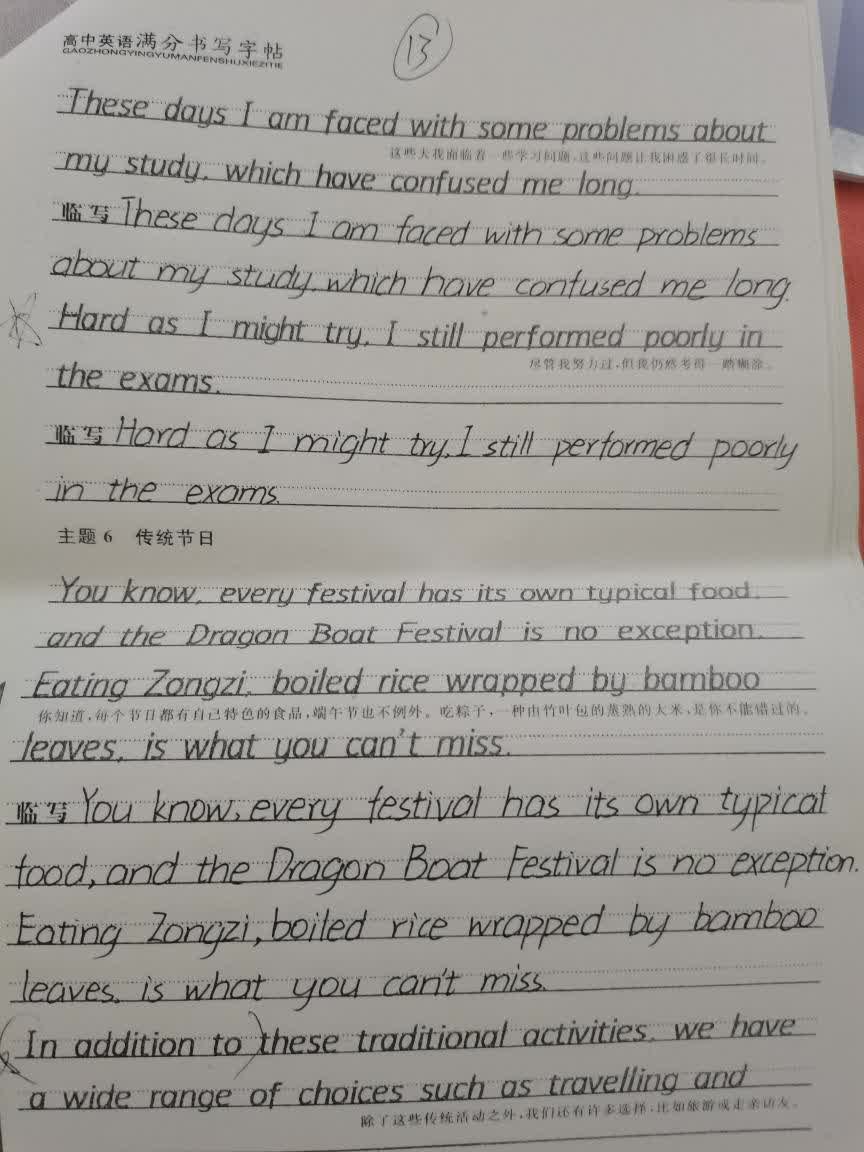 高中英语满分书写字帖
GAOZHONGYINGYUMANFENSHUXIEZITIE
13
These days I am faced with some problems about
这些天我面临着一些学习问题,这些问题让我困惑了很长时间。
my study, which have confused me long.
临写 These days I am faced with some problems
about my study, which have confused me long.
Hard as I might try, I still performed poorly in
尽管我努力过,但我仍然考得一塌糊涂。
the exams.
临写 Hard as I might try, I still performed poorly
in the exams.
主题6 传统节日
You know, every festival has its own typical food,
and the Dragon Boat Festival is no exception.
Eating Zongzi, boiled rice wrapped by bamboo
你知道,每个节日都有自己特色的食品,端午节也不例外。吃粽子,一种由竹叶包的蒸熟的大米,是你不能错过的。
leaves, is what you can't miss.
临写 You know, every festival has its own typical
food, and the Dragon Boat Festival is no exception.
Eating Zongzi, boiled rice wrapped by bamboo
leaves, is what you can't miss.
In addition to these traditional activities, we have
a wide range of choices such as travelling and
除了这些传统活动之外,我们还有许多选择,比如旅游或走亲访友。